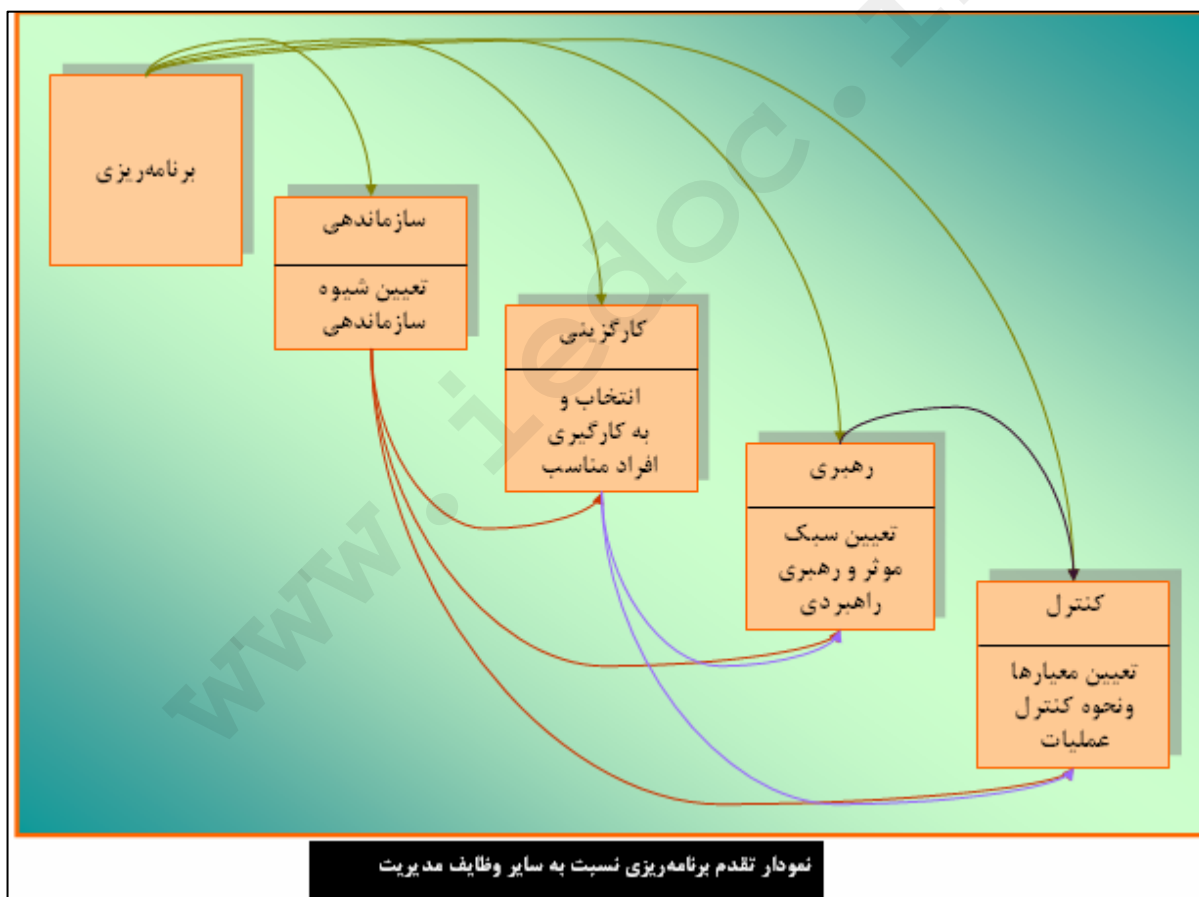 برنامه‌ریزی
سازماندهی
تعیین شیوه
سازماندهی
کارگزینی
انتخاب و
به کارگیری
افراد مناسب
رهبری
تعیین سبک
موثر و رهبری
راهبردی
کنترل
تعیین معیارها
ونحوه کنترل
عملیات
نمودار تقدم برنامه‌ریزی نسبت به سایر وظایف مدیریت